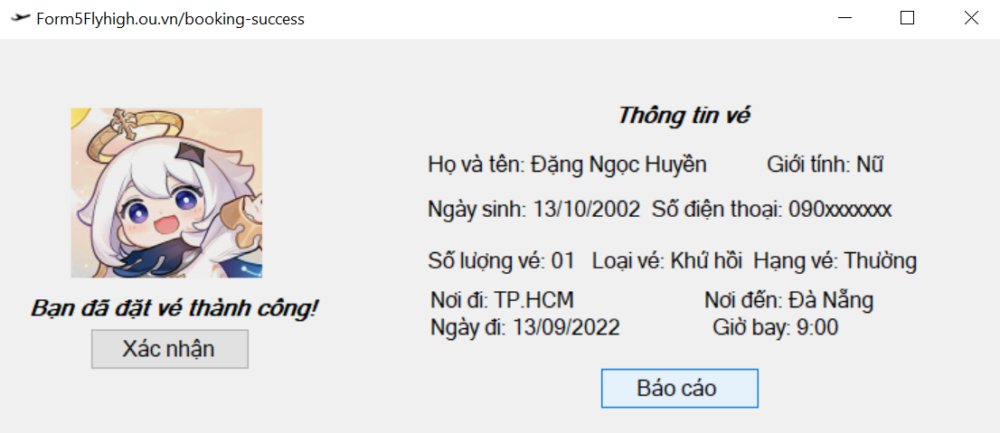 Form5Flyhigh.ou.vn/booking-success
Bạn đã đặt vé thành công!
Xác nhận
Thông tin vé
Họ và tên: Đặng Ngọc Huyền Giới tính: Nữ
Ngày sinh: 13/10/2002 Số điện thoại: 090xxxxxxx
Số lượng vé: 01 Loại vé: Khứ hồi Hạng vé: Thường
Nơi đi: TP.HCM Nơi đến: Đà Nẵng
Ngày đi: 13/09/2022 Giờ bay: 9:00
Báo cáo